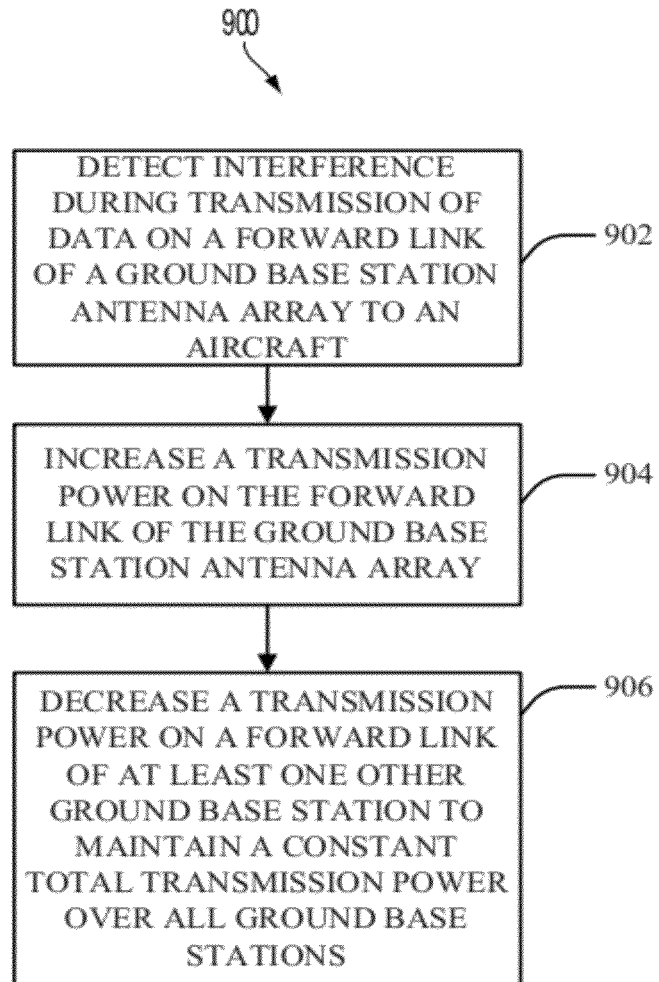 900
DETECT INTERFERENCE
DURING TRANSMISSION OF
DATA ON A FORWARD LINK
OF A GROUND BASE STATION
ANTENNA ARRAY TO AN
AIRCRAFT
902
INCREASE A TRANSMISSION
POWER ON THE FORWARD
LINK OF THE GROUND BASE
STATION ANTENNA ARRAY
904
DECREASE A TRANSMISSION
POWER ON A FORWARD LINK
OF AT LEAST ONE OTHER
GROUND BASE STATION TO
MAINTAIN A CONSTANT
TOTAL TRANSMISSION POWER
OVER ALL GROUND BASE
STATIONS
906